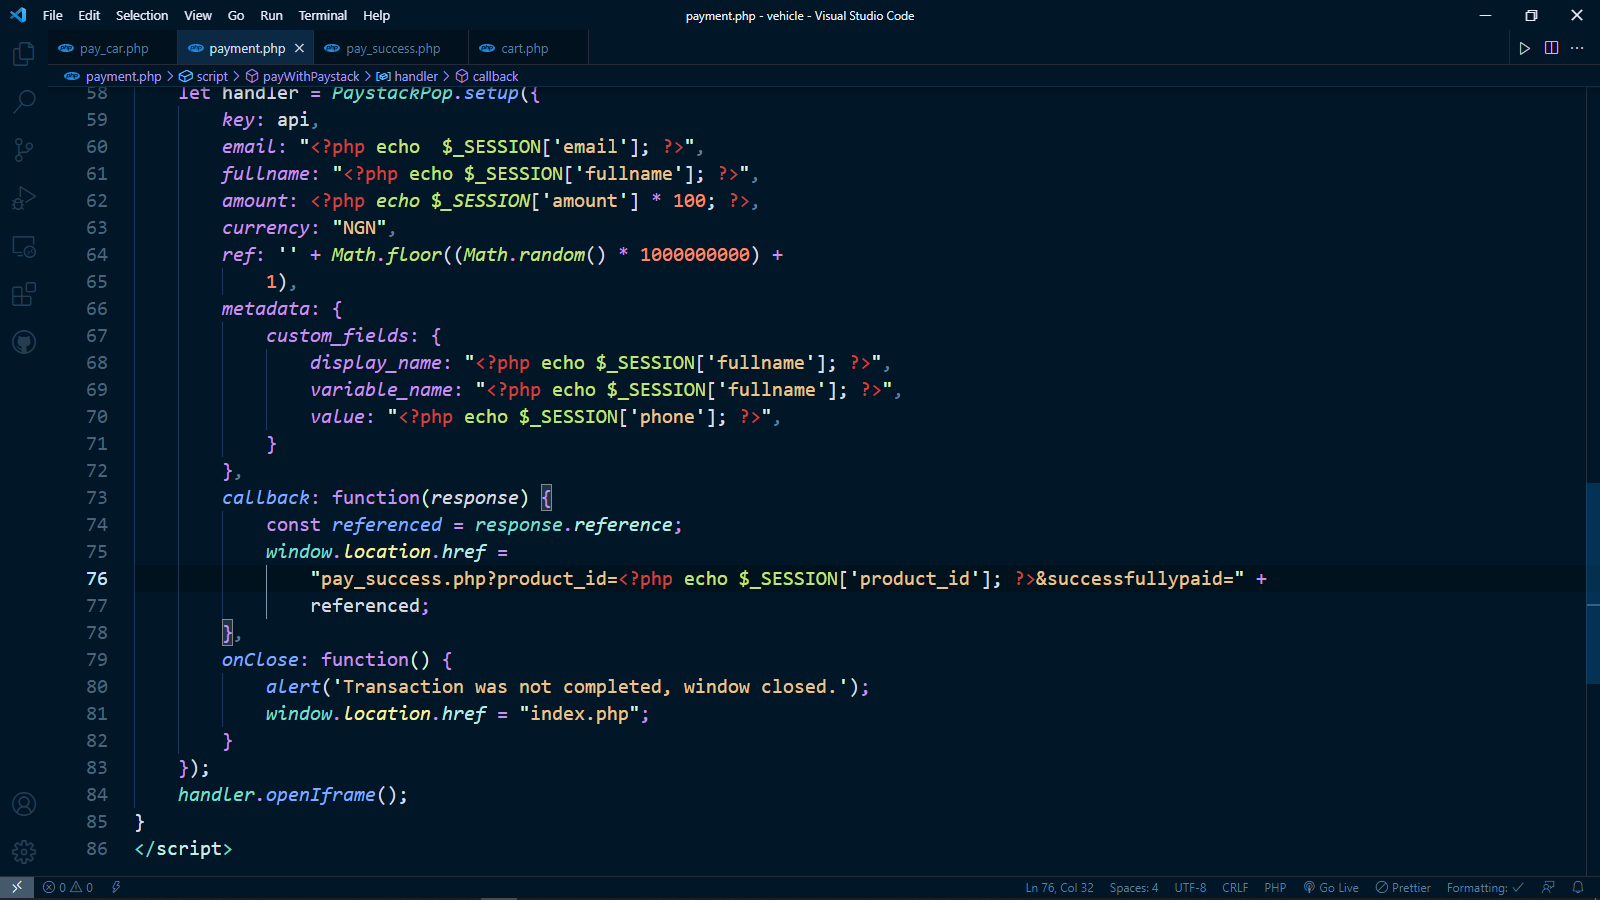 File Edit Selection View Go Run Terminal Help payment.php - vehicle - Visual Studio Code
pay_car.php payment.php pay_success.php cart.php
payment.php > script > payWithPaystack > handler > callback
58 let handler = PaystackPop.setup({
59 key: api,
60 email: "<?php echo  $_SESSION['email']; ?>",
61 fullname: "<?php echo $_SESSION['fullname']; ?>",
62 amount: <?php echo $_SESSION['amount'] * 100; ?>,
63 currency: "NGN",
64 ref: '' + Math.floor((Math.random() * 1000000000) +
65 1),
66 metadata: {
67 custom_fields: {
68 display_name: "<?php echo $_SESSION['fullname']; ?>",
69 variable_name: "<?php echo $_SESSION['fullname']; ?>",
70 value: "<?php echo $_SESSION['phone']; ?>",
71 }
72 },
73 callback: function(response) {
74 const referenced = response.reference;
75 window.location.href =
76 "pay_success.php?product_id=<?php echo $_SESSION['product_id']; ?>&successfullypaid=" +
77 referenced;
78 },
79 onClose: function() {
80 alert('Transaction was not completed, window closed.');
81 window.location.href = "index.php";
82 }
83 });
84 handler.openIframe();
85 }
86 </script>
0 0 Ln 76, Col 32 Spaces: 4 UTF-8 CRLF PHP Go Live Prettier Formatting: